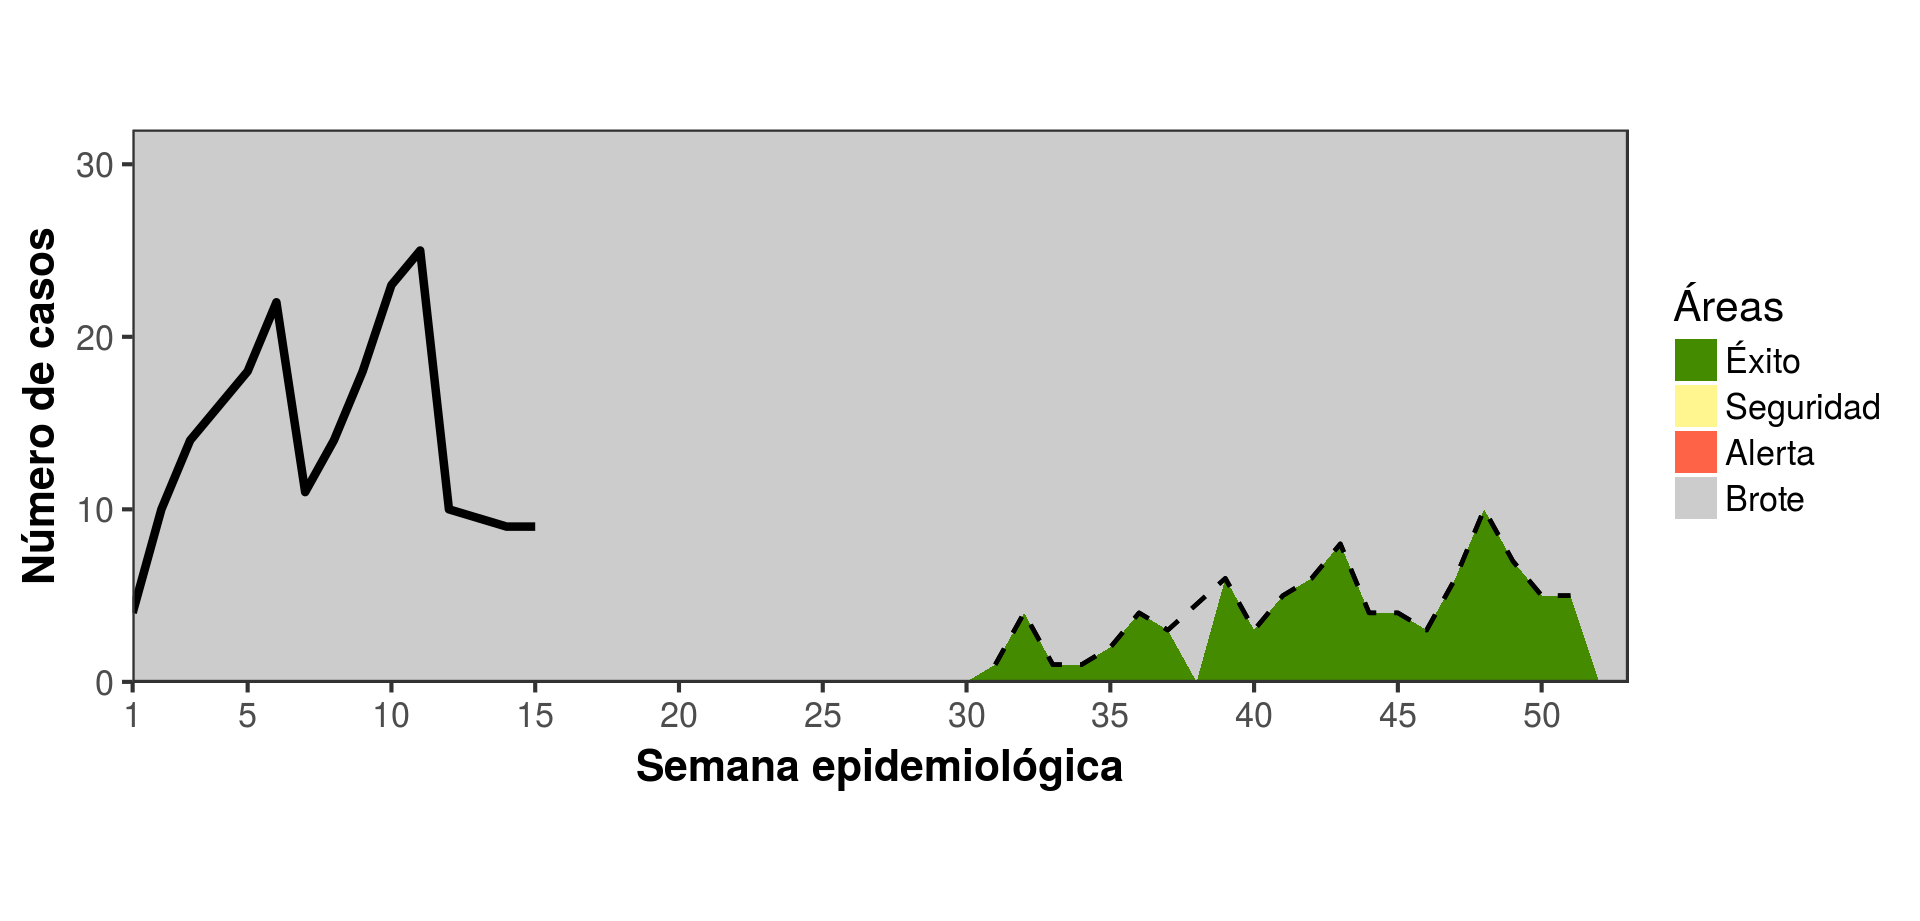 Número de casos
30
20
10
0
1 5 10 15 20 25 30 35 40 45 50
Semana epidemiológica
Áreas
Éxito
Seguridad
Alerta
Brote